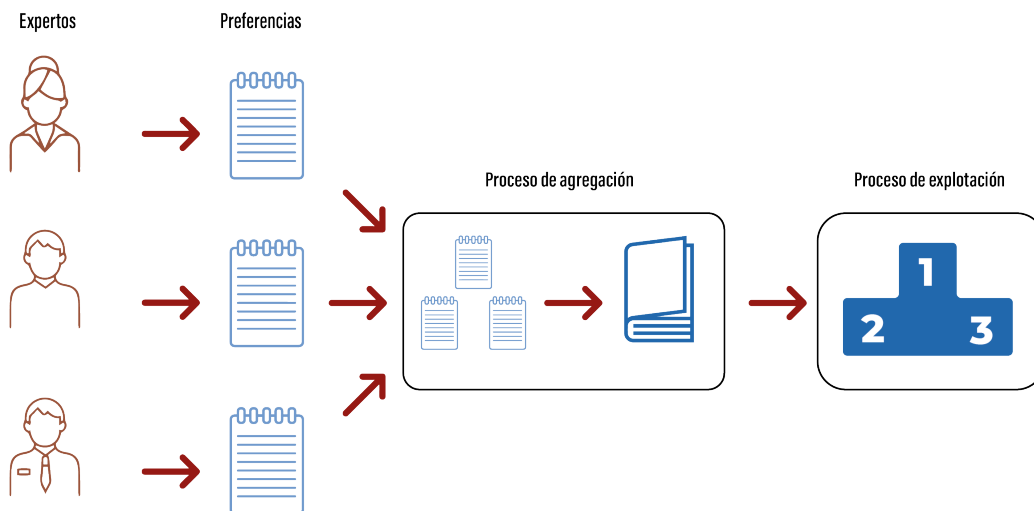 Expertos
Preferencias
Proceso de agregación
Proceso de explotación
1
2
3